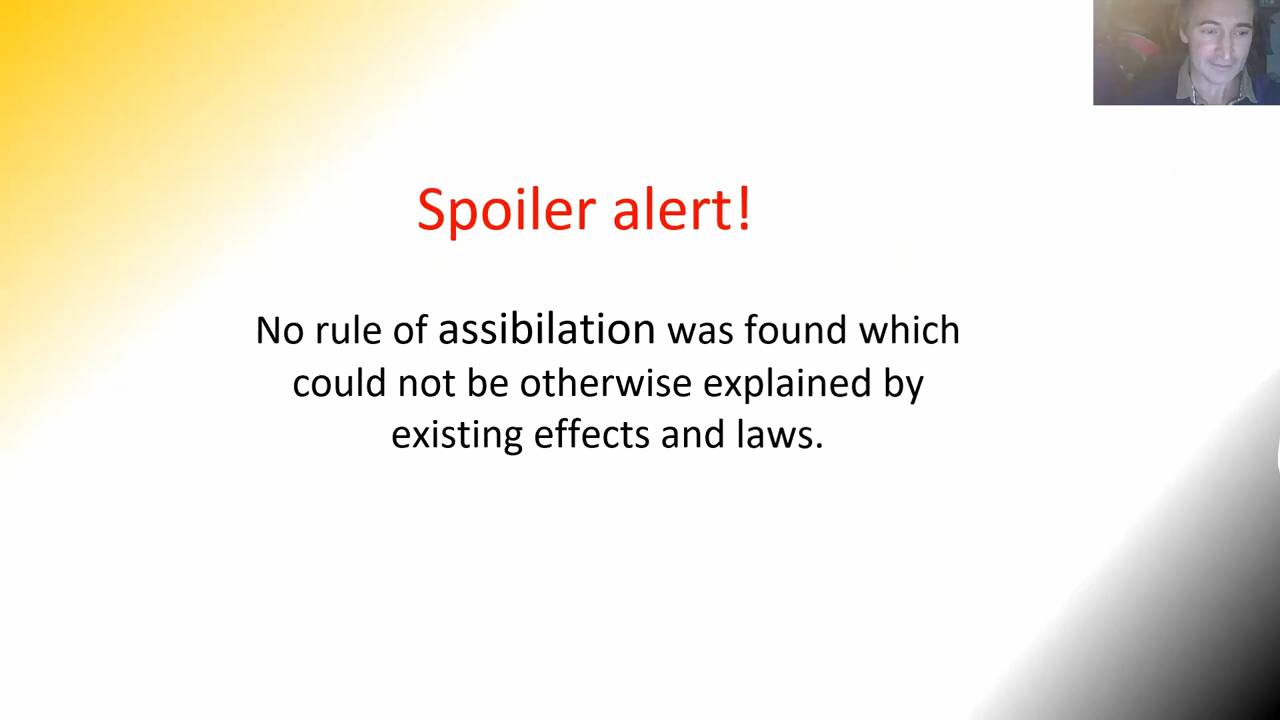 Spoiler alert!
No rule of assibilation was found which
could not be otherwise explained by
existing effects and laws.